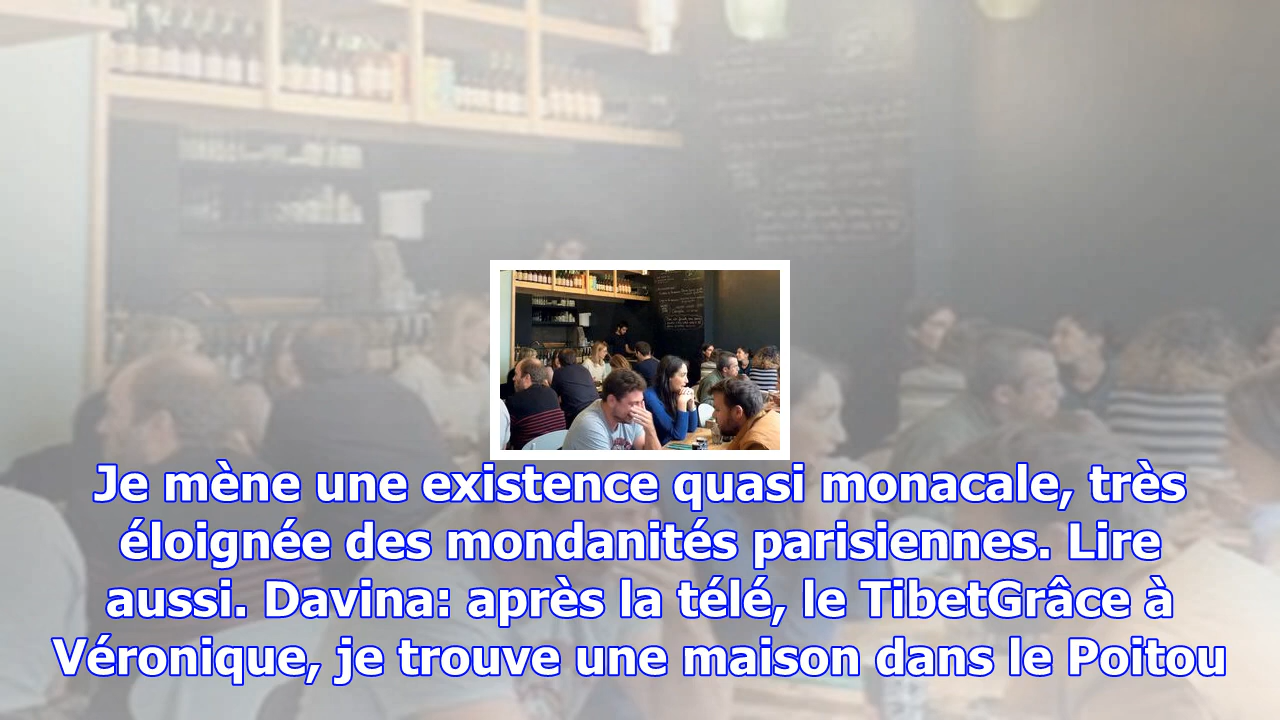 Je mène une existence quasi monacale, très
éloignée des mondanités parisiennes. Lire
aussi. Davina: après la télé, le TibetGrâce à
Véronique, je trouve une maison dans le Poitou